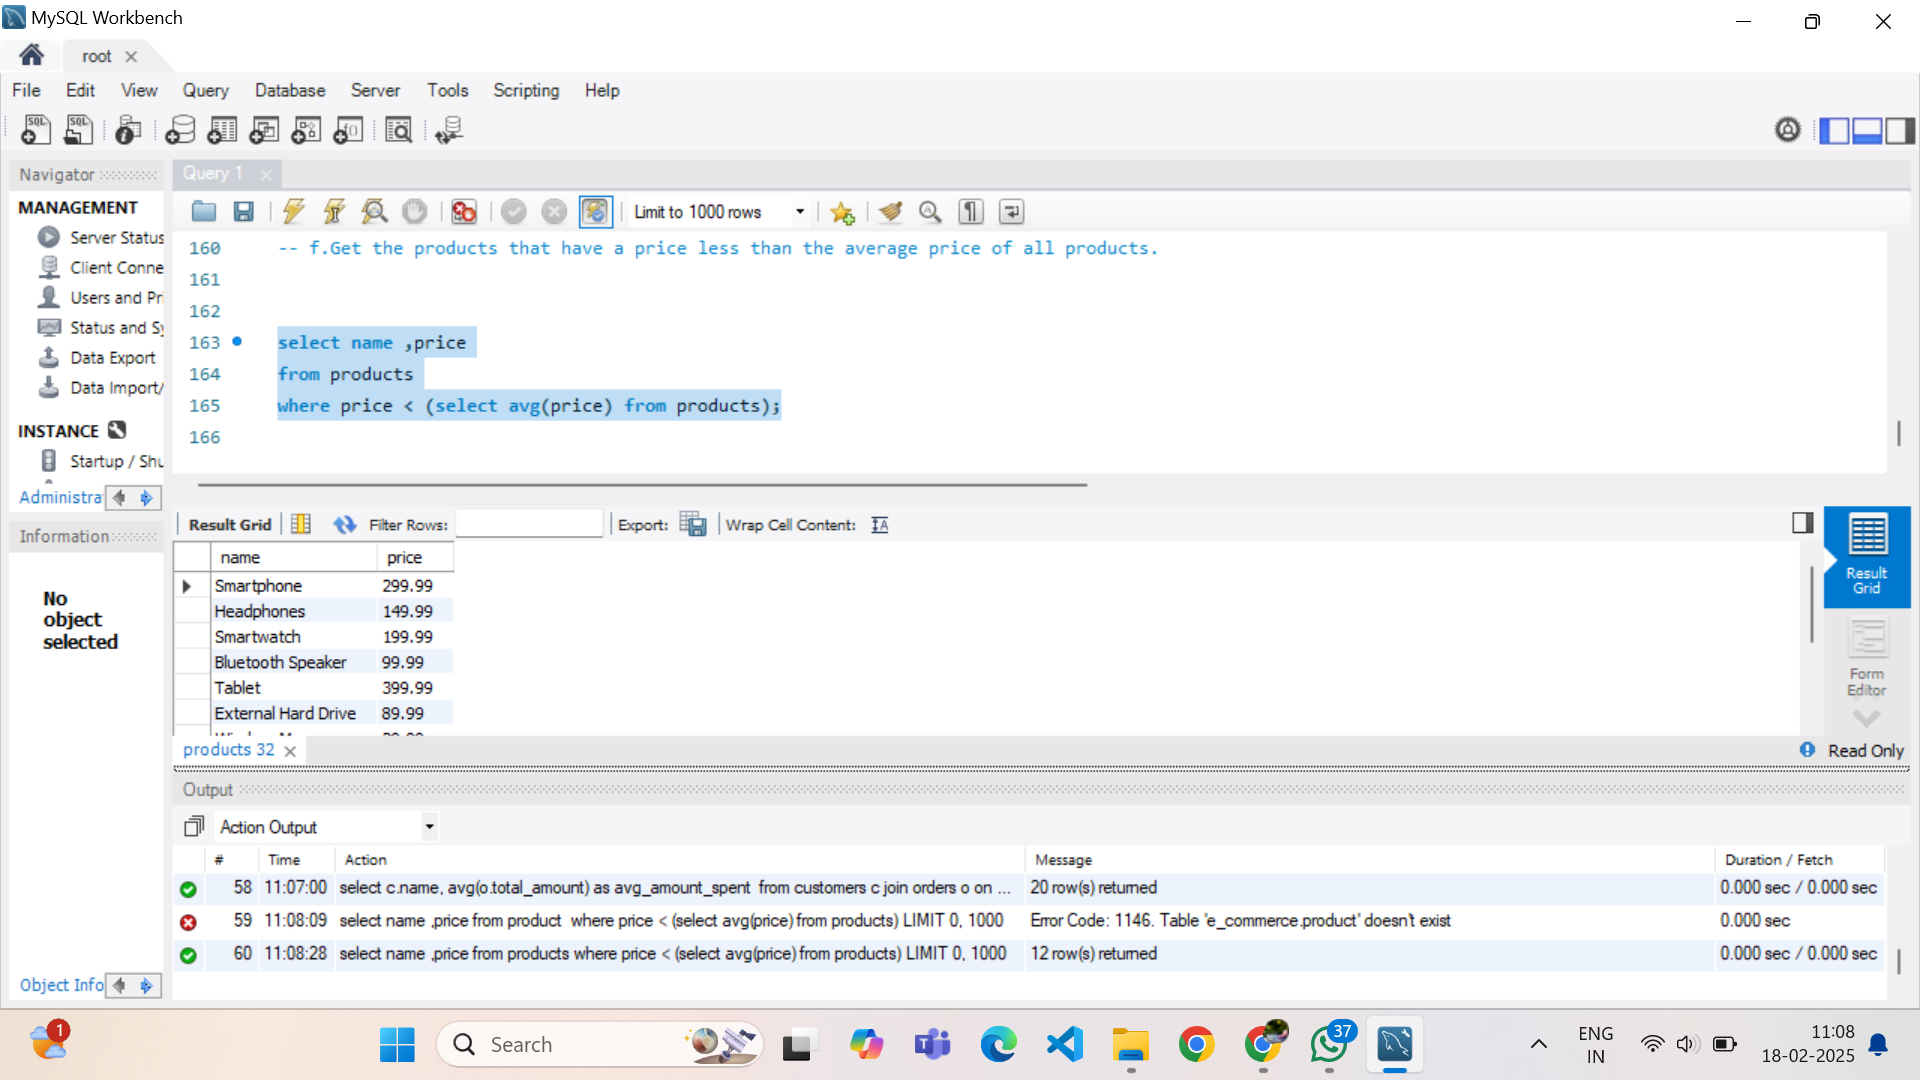 MySQL Workbench
root
File Edit View Query Database Server Tools Scripting Help
Navigator
MANAGEMENT
Server Status
Client Conne
Users and Pri
Status and Sy
Data Export
Data Import/
INSTANCE
Startup / Shu
Administra
Information
No
object
selected
Object Info
Query 1
Limit to 1000 rows
160 -- f.Get the products that have a price less than the average price of all products.
161
162
163 select name ,price
164 from products
165 where price < (select avg(price) from products);
166
Result Grid Filter Rows: Export: Wrap Cell Content:
name price
Smartphone 299.99
Headphones 149.99
Smartwatch 199.99
Bluetooth Speaker 99.99
Tablet 399.99
External Hard Drive 89.99
Result
Grid
Form
Editor
products 32
Read Only
Output
Action Output
# Time Action Message Duration / Fetch
58 11:07:00 select c.name, avg(o.total_amount) as avg_amount_spent from customers c join orders o on ... 20 row(s) returned 0.000 sec / 0.000 sec
59 11:08:09 select name ,price from product where price < (select avg(price) from products) LIMIT 0, 1000 Error Code: 1146. Table 'e_commerce.product' doesn't exist 0.000 sec
60 11:08:28 select name ,price from products where price < (select avg(price) from products) LIMIT 0, 1000 12 row(s) returned 0.000 sec / 0.000 sec
1
Search
37
ENG
IN
11:08
18-02-2025